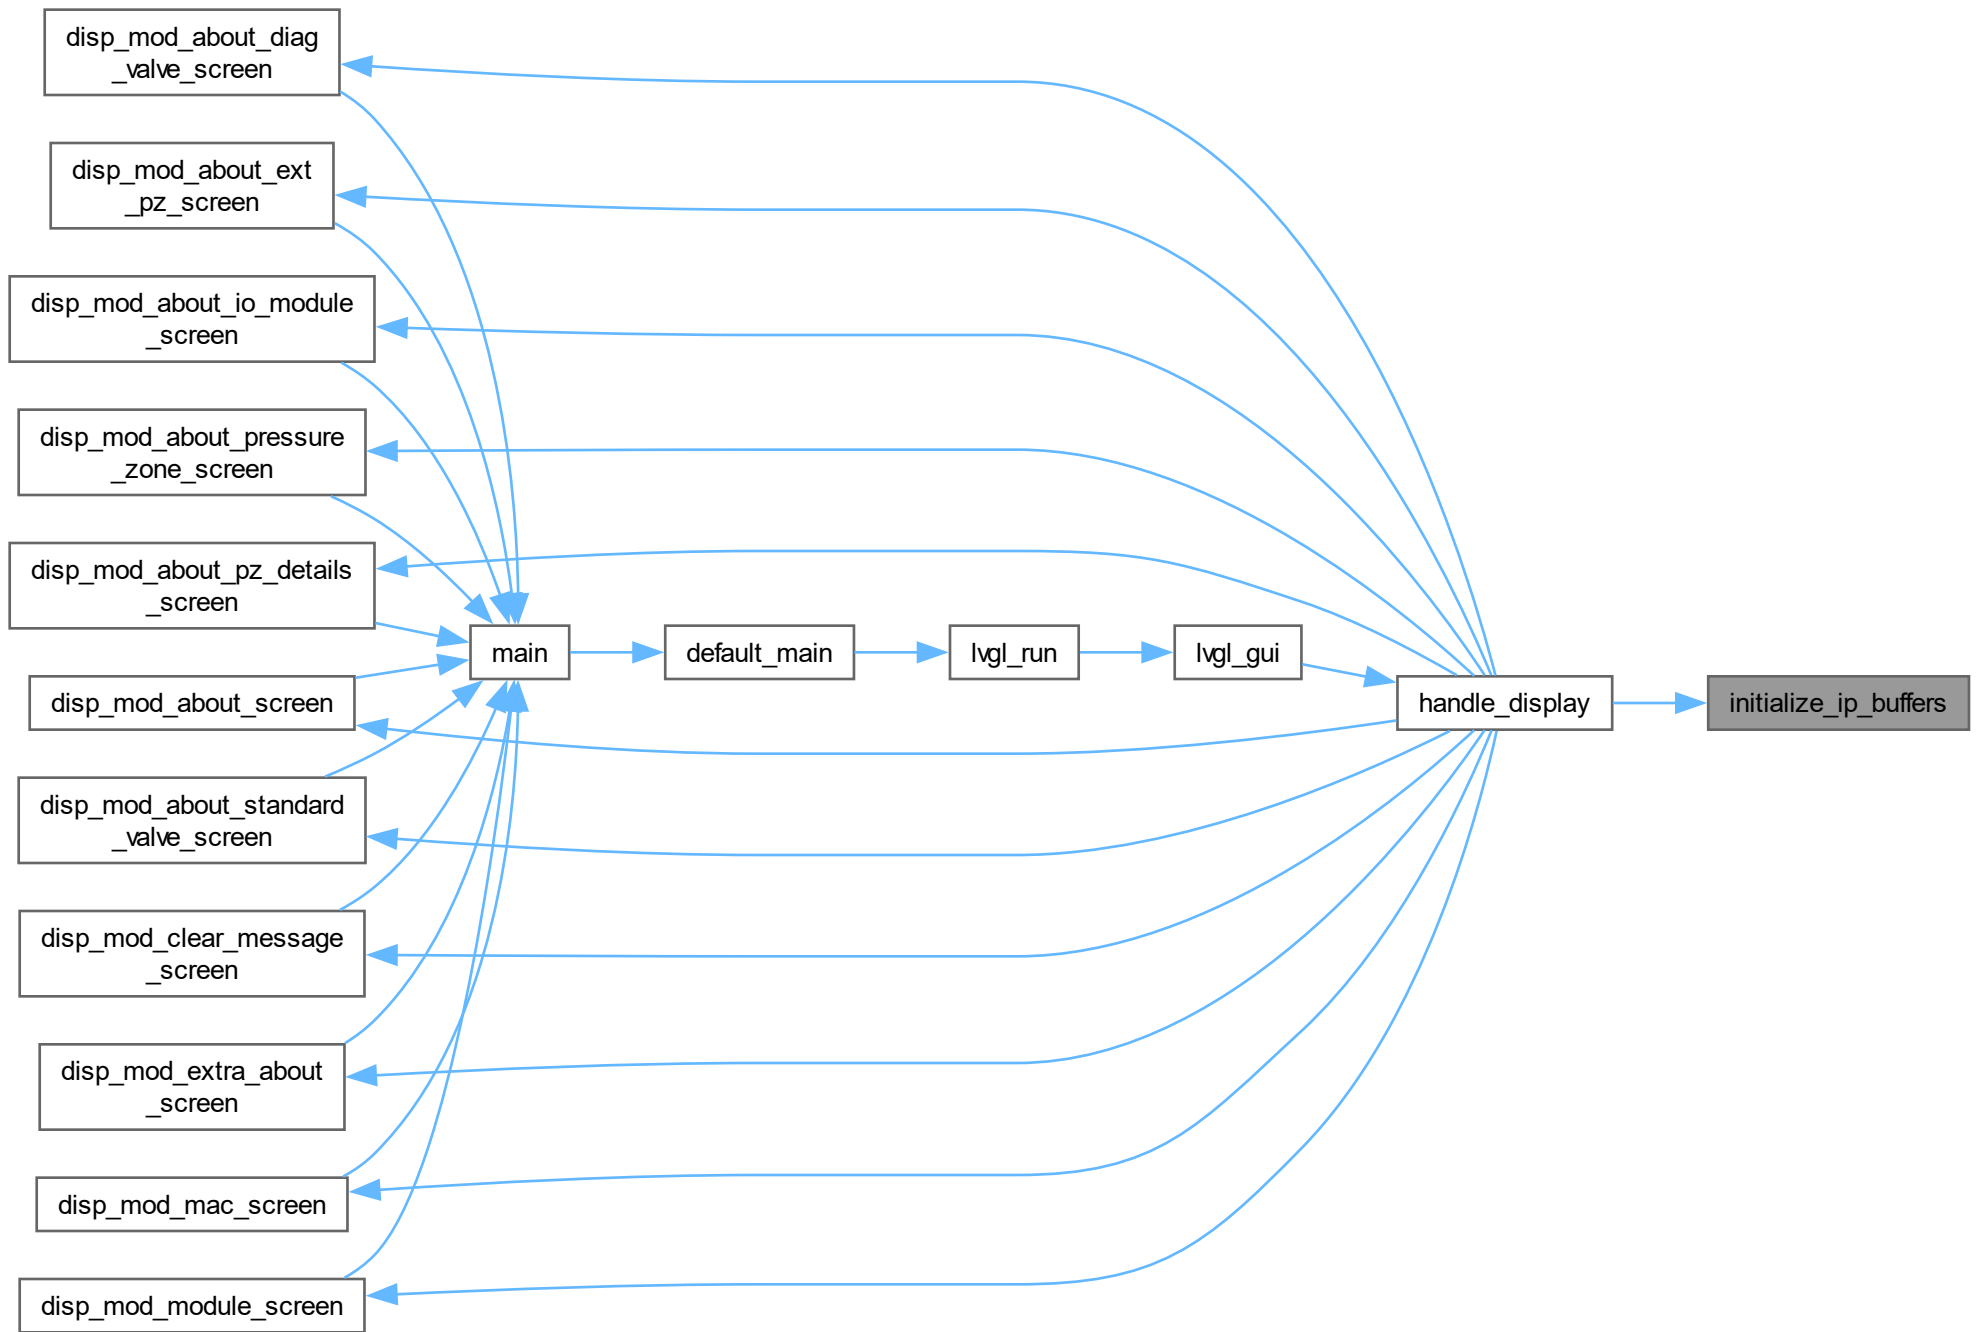 disp_mod_about_diag
_valve_screen
disp_mod_about_ext
_pz_screen
disp_mod_about_io_module
_screen
disp_mod_about_pressure
_zone_screen
disp_mod_about_pz_details
_screen
main
default_main
lvgl_run
lvgl_gui
handle_display
initialize_ip_buffers
disp_mod_about_screen
disp_mod_about_standard
_valve_screen
disp_mod_clear_message
_screen
disp_mod_extra_about
_screen
disp_mod_mac_screen
disp_mod_module_screen